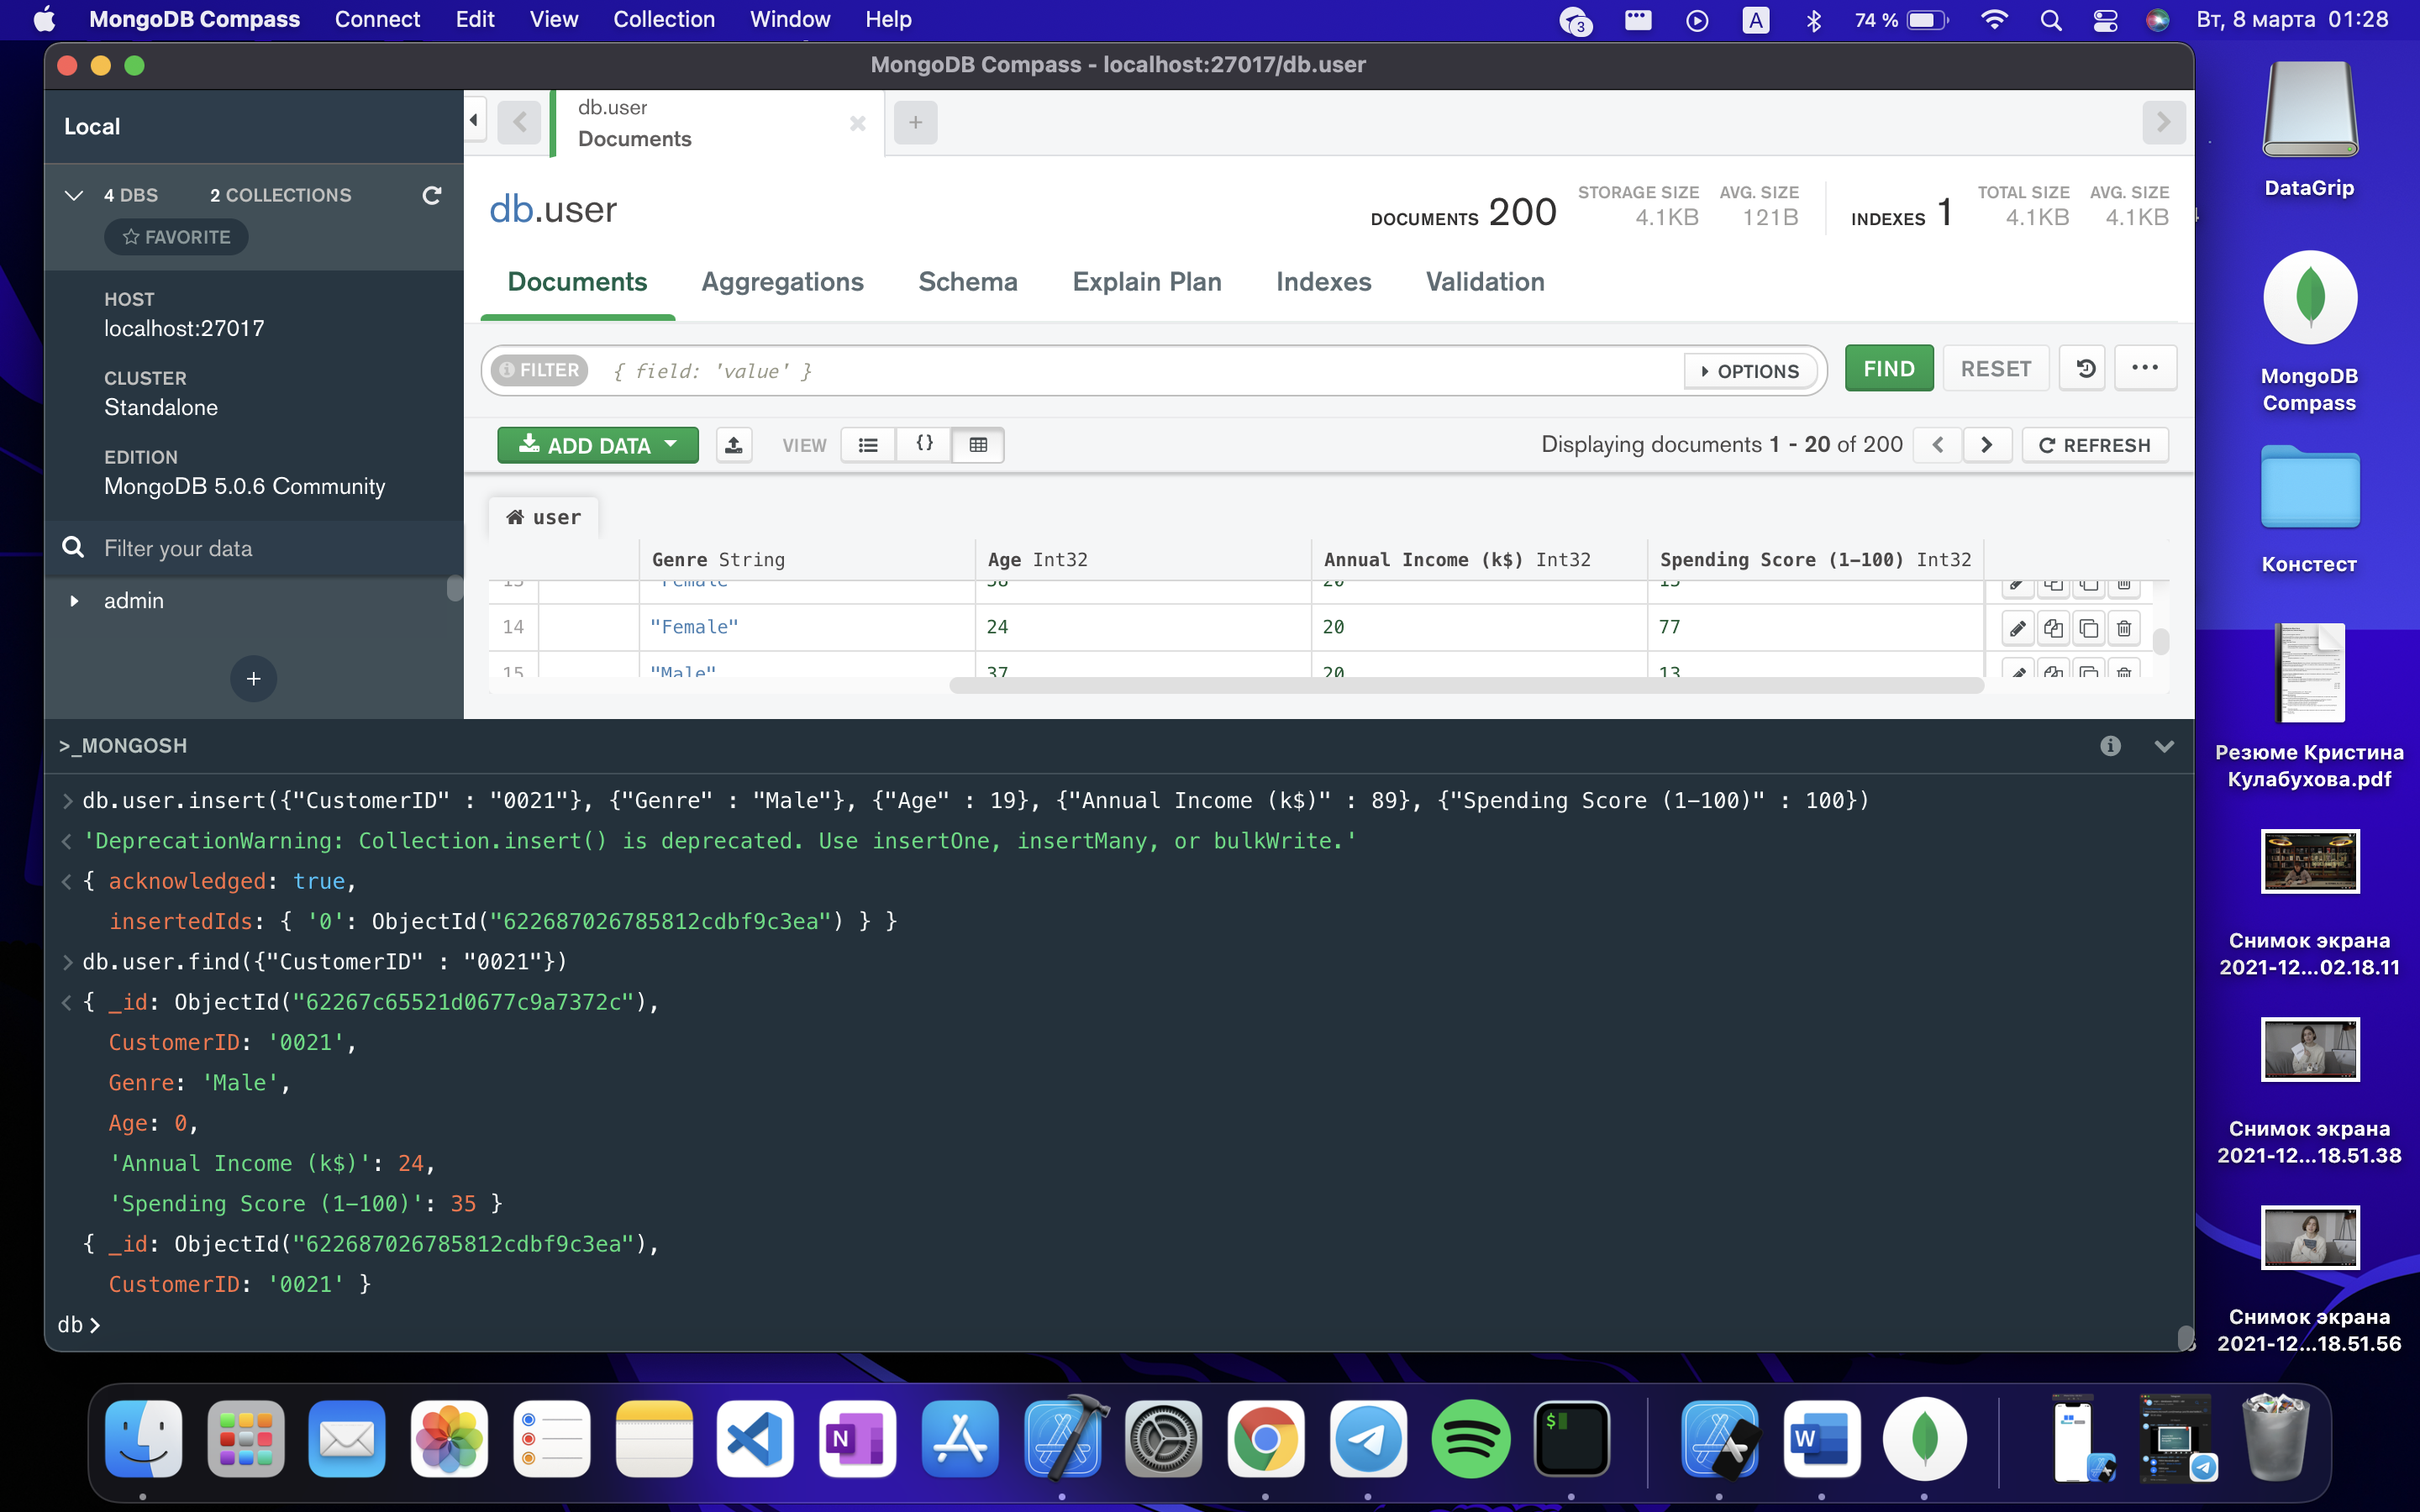 MongoDB Compass Connect Edit View Collection Window Help
3 A 74 % Вт, 8 марта 01:28
MongoDB Compass - localhost:27017/db.user
Local
4 DBS 2 COLLECTIONS
FAVORITE
HOST
localhost:27017
CLUSTER
Standalone
EDITION
MongoDB 5.0.6 Community
Filter your data
admin
+
db.user
Documents
+
db.user
DOCUMENTS 200
STORAGE SIZE
4.1KB
AVG. SIZE
121B
INDEXES 1
TOTAL SIZE
4.1KB
AVG. SIZE
4.1KB
Documents Aggregations Schema Explain Plan Indexes Validation
FILTER { field: 'value' } OPTIONS FIND RESET
ADD DATA VIEW {} Displaying documents 1 - 20 of 200 REFRESH
user
Genre String Age Int32 Annual Income (k$) Int32 Spending Score (1-100) Int32
14 "Female" 24 20 77
15 "Male" 37 20 13
>_MONGOSH
> db.user.insert({"CustomerID" : "0021"}, {"Genre" : "Male"}, {"Age" : 19}, {"Annual Income (k$)" : 89}, {"Spending Score (1-100)" : 100})
< 'DeprecationWarning: Collection.insert() is deprecated. Use insertOne, insertMany, or bulkWrite.'
< { acknowledged: true,
insertedIds: { '0': ObjectId("622687026785812cdbf9c3ea") } }
> db.user.find({"CustomerID" : "0021"})
< { _id: ObjectId("62267c65521d0677c9a7372c"),
CustomerID: '0021',
Genre: 'Male',
Age: 0,
'Annual Income (k$)': 24,
'Spending Score (1-100)': 35 }
{ _id: ObjectId("622687026785812cdbf9c3ea"),
CustomerID: '0021' }
db >
DataGrip
MongoDB
Compass
Констест
Резюме Кристина
Кулабухова.pdf
Снимок экрана
2021-12...02.18.11
Снимок экрана
2021-12...18.51.38
Снимок экрана
2021-12...18.51.56
N
$
W